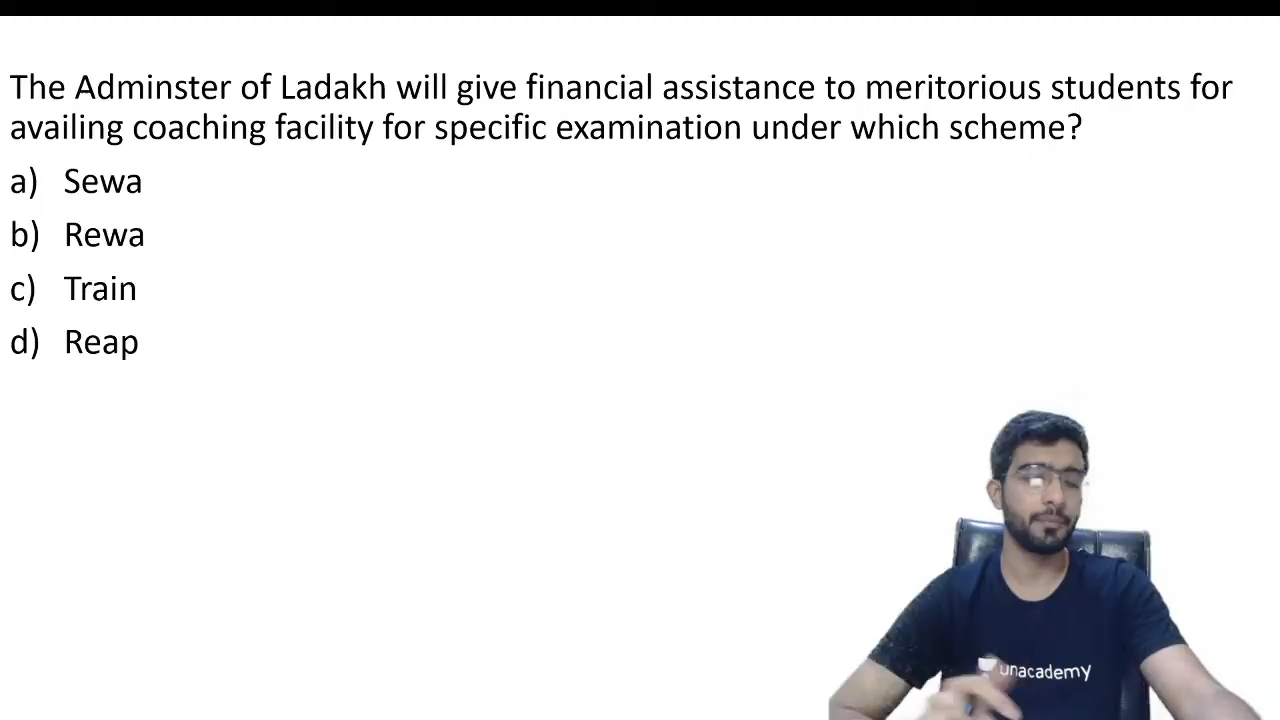 The Adminster of Ladakh will give financial assistance to meritorious students for
availing coaching facility for specific examination under which scheme?
a) Sewa
b) Rewa
c) Train
d) Reap
unacademy